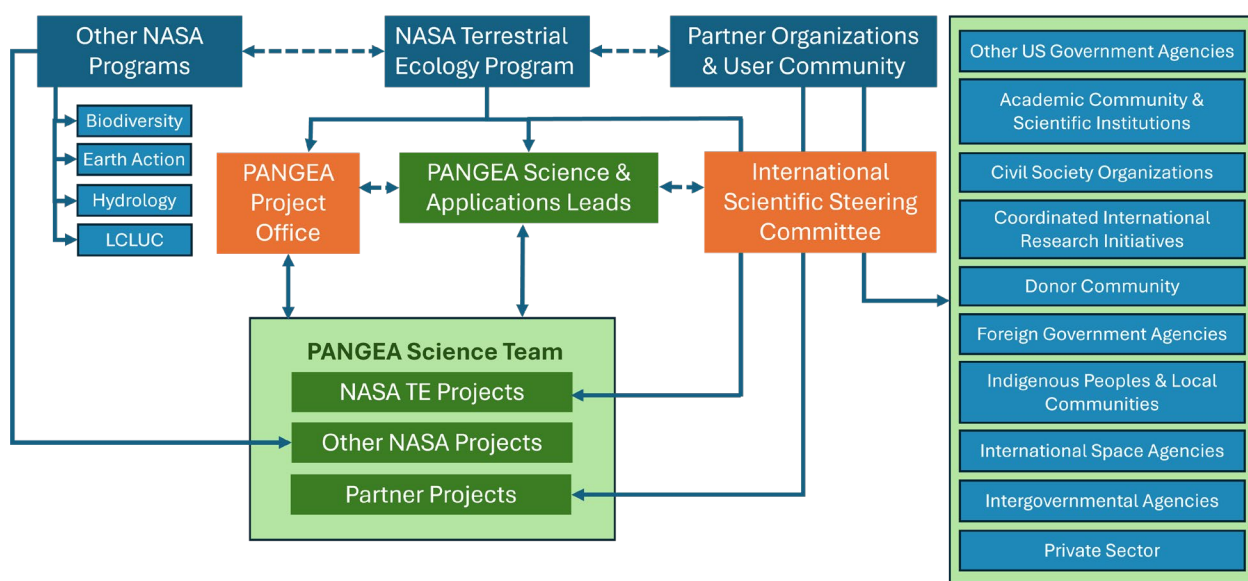 Other NASA
Programs
NASA Terrestrial
Ecology Program
Partner Organizations
& User Community
Biodiversity
Earth Action
Hydrology
LCLUC
PANGEA
Project
Office
PANGEA Science &
Applications Leads
International
Scientific Steering
Committee
PANGEA Science Team
NASA TE Projects
Other NASA Projects
Partner Projects
Other US Government Agencies
Academic Community &
Scientific Institutions
Civil Society Organizations
Coordinated International
Research Initiatives
Donor Community
Foreign Government Agencies
Indigenous Peoples & Local
Communities
International Space Agencies
Intergovernmental Agencies
Private Sector